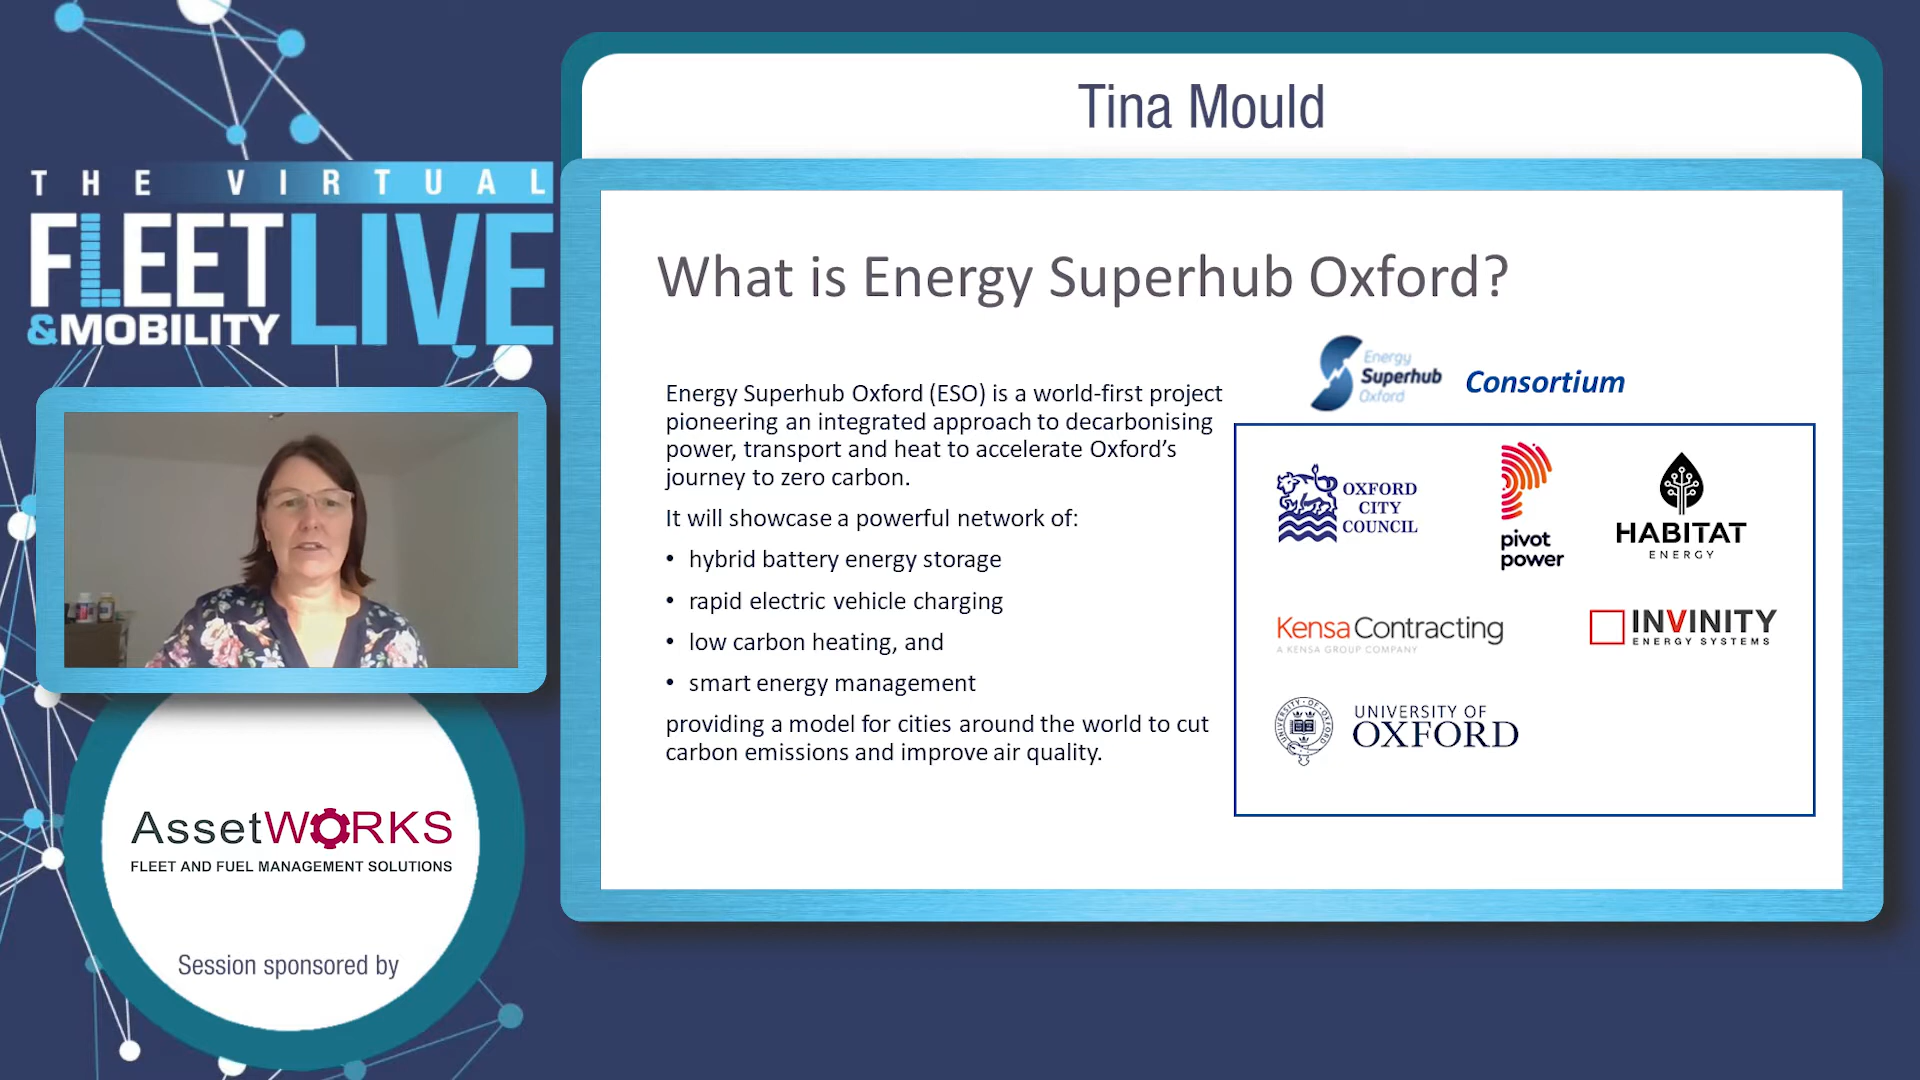 THE VIRTUAL
FLEET
&MOBILITY
LIVE
Tina Mould
What is Energy Superhub Oxford?
Energy
Superhub
Oxford
Consortium
Energy Superhub Oxford (ESO) is a world-first project
pioneering an integrated approach to decarbonising
power, transport and heat to accelerate Oxford's
journey to zero carbon.
It will showcase a powerful network of:
• hybrid battery energy storage
• rapid electric vehicle charging
• low carbon heating, and
• smart energy management
providing a model for cities around the world to cut
carbon emissions and improve air quality.
OXFORD
CITY
COUNCIL
pivot
power
HABITAT
ENERGY
Kensa Contracting
A KENSA GROUP COMPANY
INVINITY
ENERGY SYSTEMS
UNIVERSITY OF
OXFORD
AssetWORKS
FLEET AND FUEL MANAGEMENT SOLUTIONS
Session sponsored by